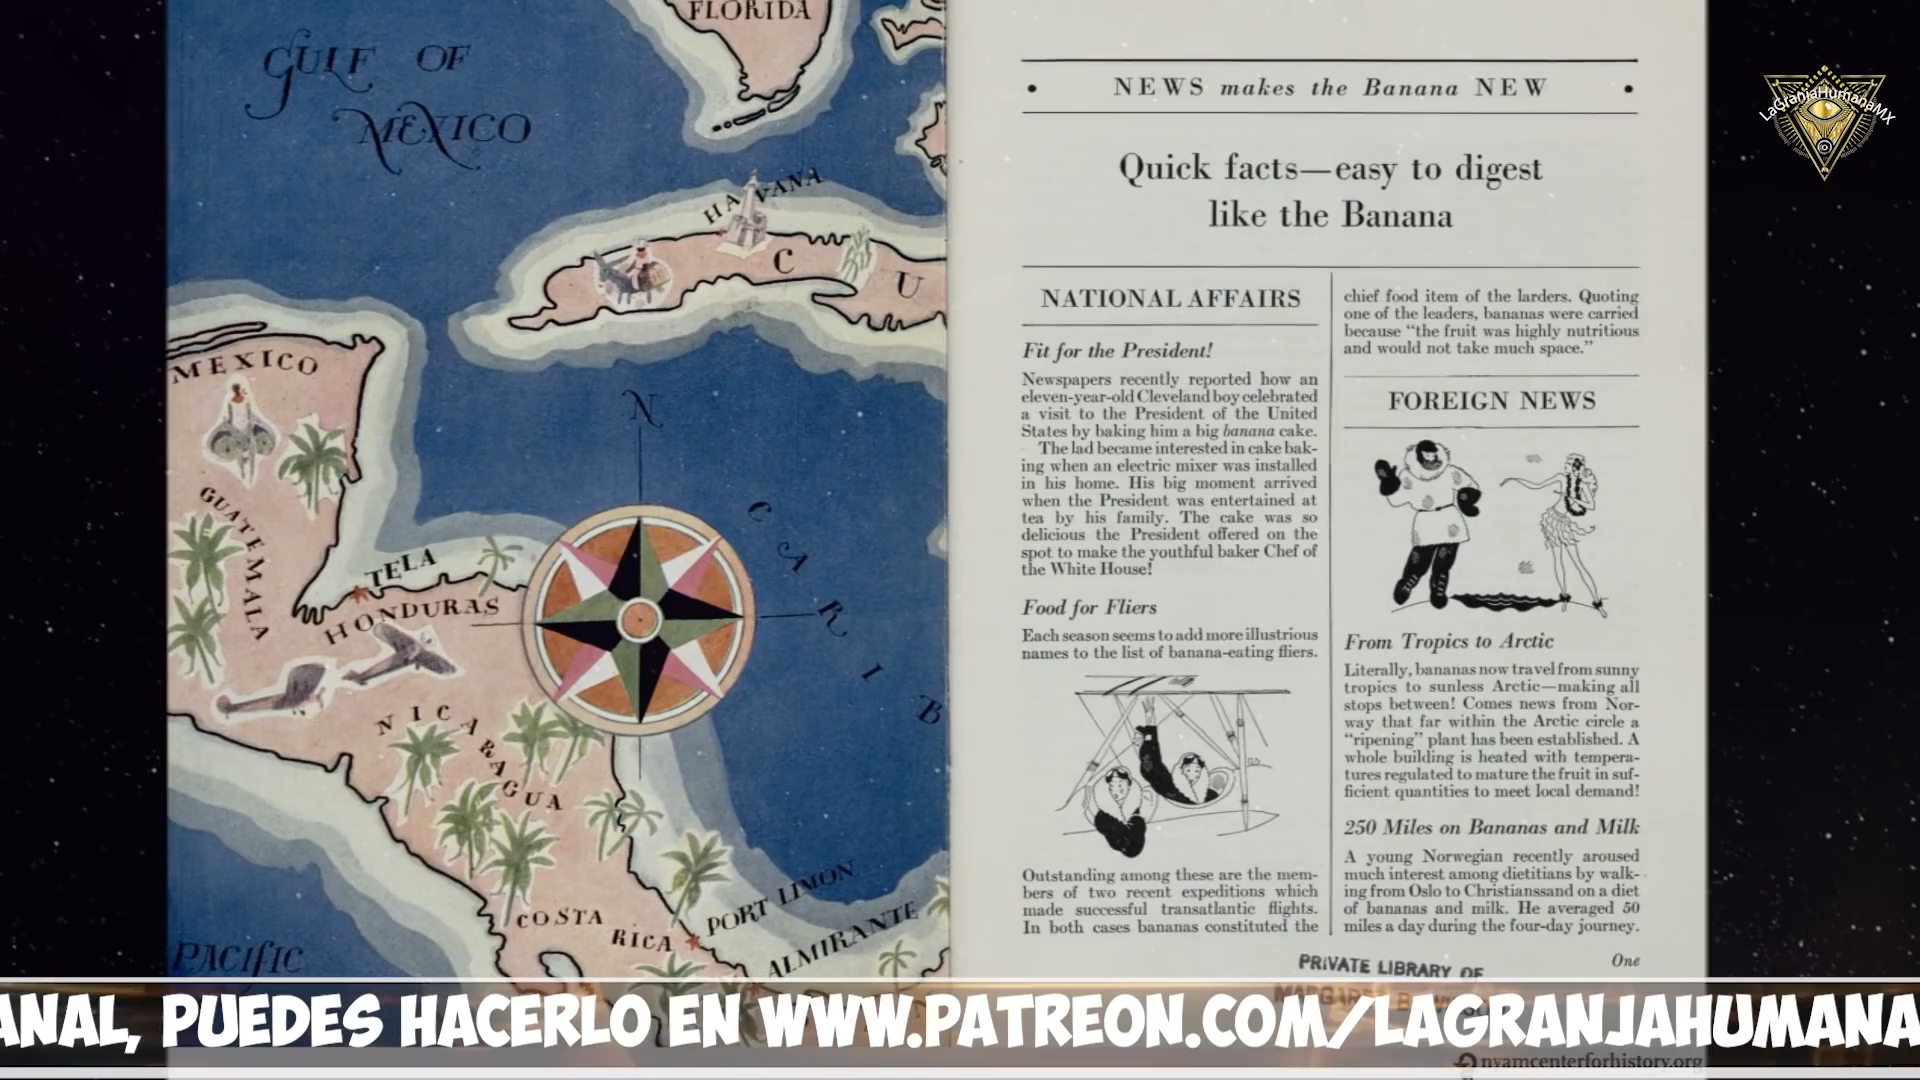 FLORIDA
GULF OF
MEXICO
HAVANA
C U
MEXICO
N
GUATEMALA
TELA
HONDURAS
C A R I B
NICARAGUA
COSTA
RICA
PORT LIMON
ALMIRANTE
PACIFIC
NEWS makes the Banana NEW
Quick facts—easy to digest
like the Banana
NATIONAL AFFAIRS
Fit for the President!
Newspapers recently reported how an
eleven-year-old Cleveland boy celebrated
a visit to the President of the United
States by baking him a big banana cake.
The lad became interested in cake bak-
ing when an electric mixer was installed
in his home. His big moment arrived
when the President was entertained at
tea by his family. The cake was so
delicious the President offered on the
spot to make the youthful baker Chef of
the White House!
Food for Fliers
Each season seems to add more illustrious
names to the list of banana-eating fliers.
Outstanding among these are the mem-
bers of two recent expeditions which
made successful transatlantic flights.
In both cases bananas constituted the
chief food item of the larders. Quoting
one of the leaders, bananas were carried
because “the fruit was highly nutritious
and would not take much space.”
FOREIGN NEWS
From Tropics to Arctic
Literally, bananas now travel from sunny
tropics to sunless Arctic—making all
stops between! Comes news from Nor-
way that far within the Arctic circle a
“ripening” plant has been established. A
whole building is heated with tempera-
tures regulated to mature the fruit in suf-
ficient quantities to meet local demand!
250 Miles on Bananas and Milk
A young Norwegian recently aroused
much interest among dietitians by walk-
ing from Oslo to Christianssand on a diet
of bananas and milk. He averaged 50
miles a day during the four-day journey.
One
PRIVATE LIBRARY OF
LaGranjaHumanaMX
ANAL, PUEDES HACERLO EN WWW.PATREON.COM/LAGRANJAHUMANA
nyamcenterforhistory.org